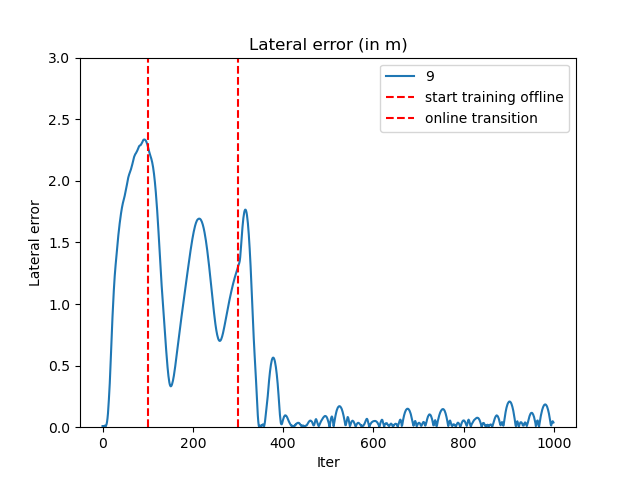 Lateral error (in m)
3.0
2.5
2.0
1.5
1.0
0.5
0.0
Lateral error
9
start training offline
online transition
0
200
400
600
800
1000
Iter